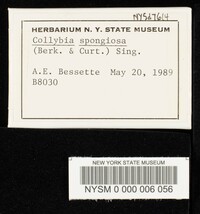 NYS67614
HERBARIUM N. Y. STATE MUSEUM
Collybia spongiosa
(Berk. & Curt.) Sing.
A.E. Bessette May 20, 1989
B8030
NEW YORK STATE MUSEUM
NYSM 0 000 006 056